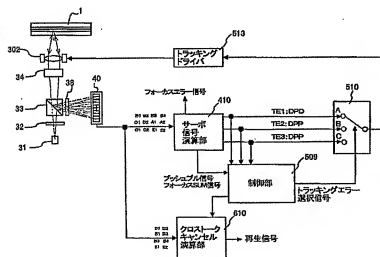 1
302
34
33
38
40
32
31
トラッキング
ドライバ
513
フォーカスエラー信号
410
サーボ
信号
演算部
TE1:DPD
TE2:DPP
TE3:DPP
A
B
C
510
プッシュプル信号
フォーカスSUM信号
509
制御部
トラッキングエラー
選択信号
610
クロストーク
キャンセル
演算部
再生信号